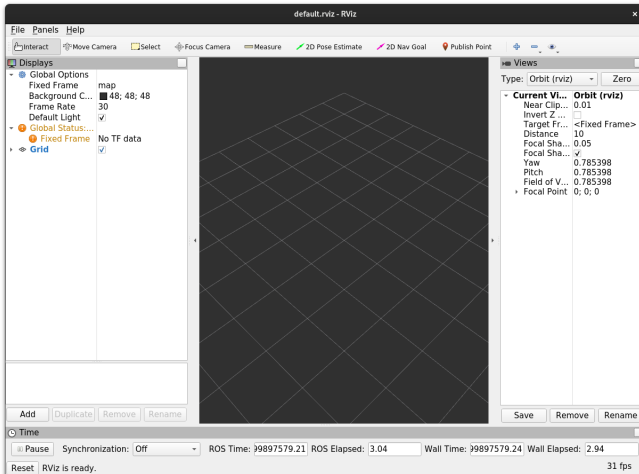 default.rviz - RViz
File Panels Help
Interact Move Camera Select Focus Camera Measure 2D Pose Estimate 2D Nav Goal Publish Point
Displays
Global Options
Fixed Frame map
Background C... 48; 48; 48
Frame Rate 30
Default Light
Global Status:...
Fixed Frame No TF data
Grid
Add Duplicate Remove Rename
Views
Type: Orbit (rviz) Zero
Current Vi... Orbit (rviz)
Near Clip... 0.01
Invert Z ...
Target Fr... <Fixed Frame>
Distance 10
Focal Sha... 0.05
Focal Sha...
Yaw 0.785398
Pitch 0.785398
Field of V... 0.785398
Focal Point 0; 0; 0
Save Remove Rename
Time
Pause Synchronization: Off ROS Time: 99897579.21 ROS Elapsed: 3.04 Wall Time: 99897579.24 Wall Elapsed: 2.94
Reset RViz is ready. 31 fps